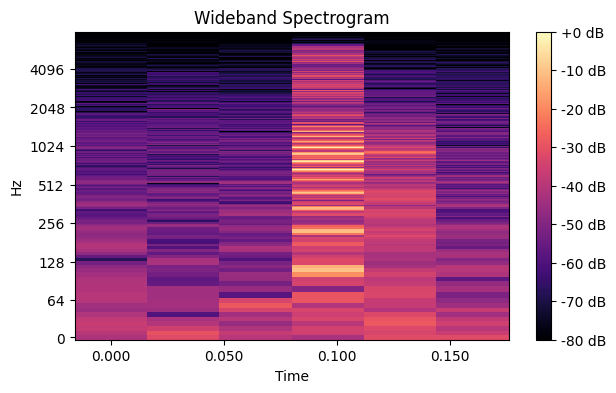 Wideband Spectrogram
+0 dB
4096
-10 dB
2048
-20 dB
1024
-30 dB
Hz
512
-40 dB
256
-50 dB
128
-60 dB
64
-70 dB
0
-80 dB
0.000 0.050 0.100 0.150
Time